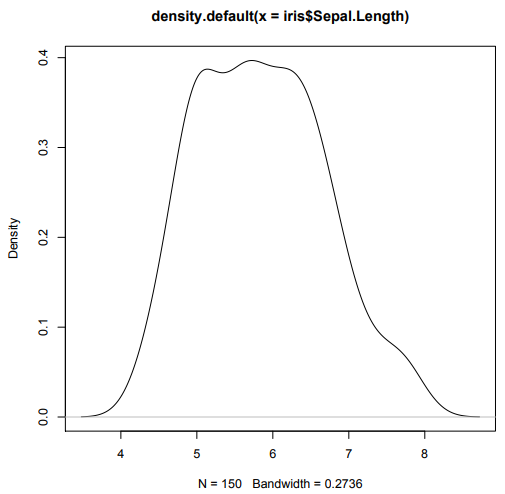 density.default(x = iris$Sepal.Length)
0.4
0.3
0.2
0.1
0.0
Density
4 5 6 7 8
N = 150 Bandwidth = 0.2736